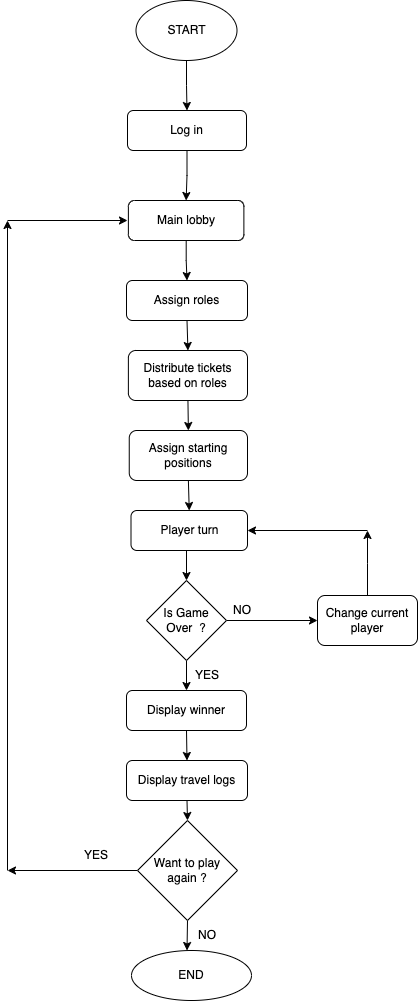 START
Log in
Main lobby
Assign roles
Distribute tickets
based on roles
Assign starting
positions
Player turn
Is Game
Over ?
NO
Change current
player
YES
Display winner
Display travel logs
YES
Want to play
again ?
NO
END